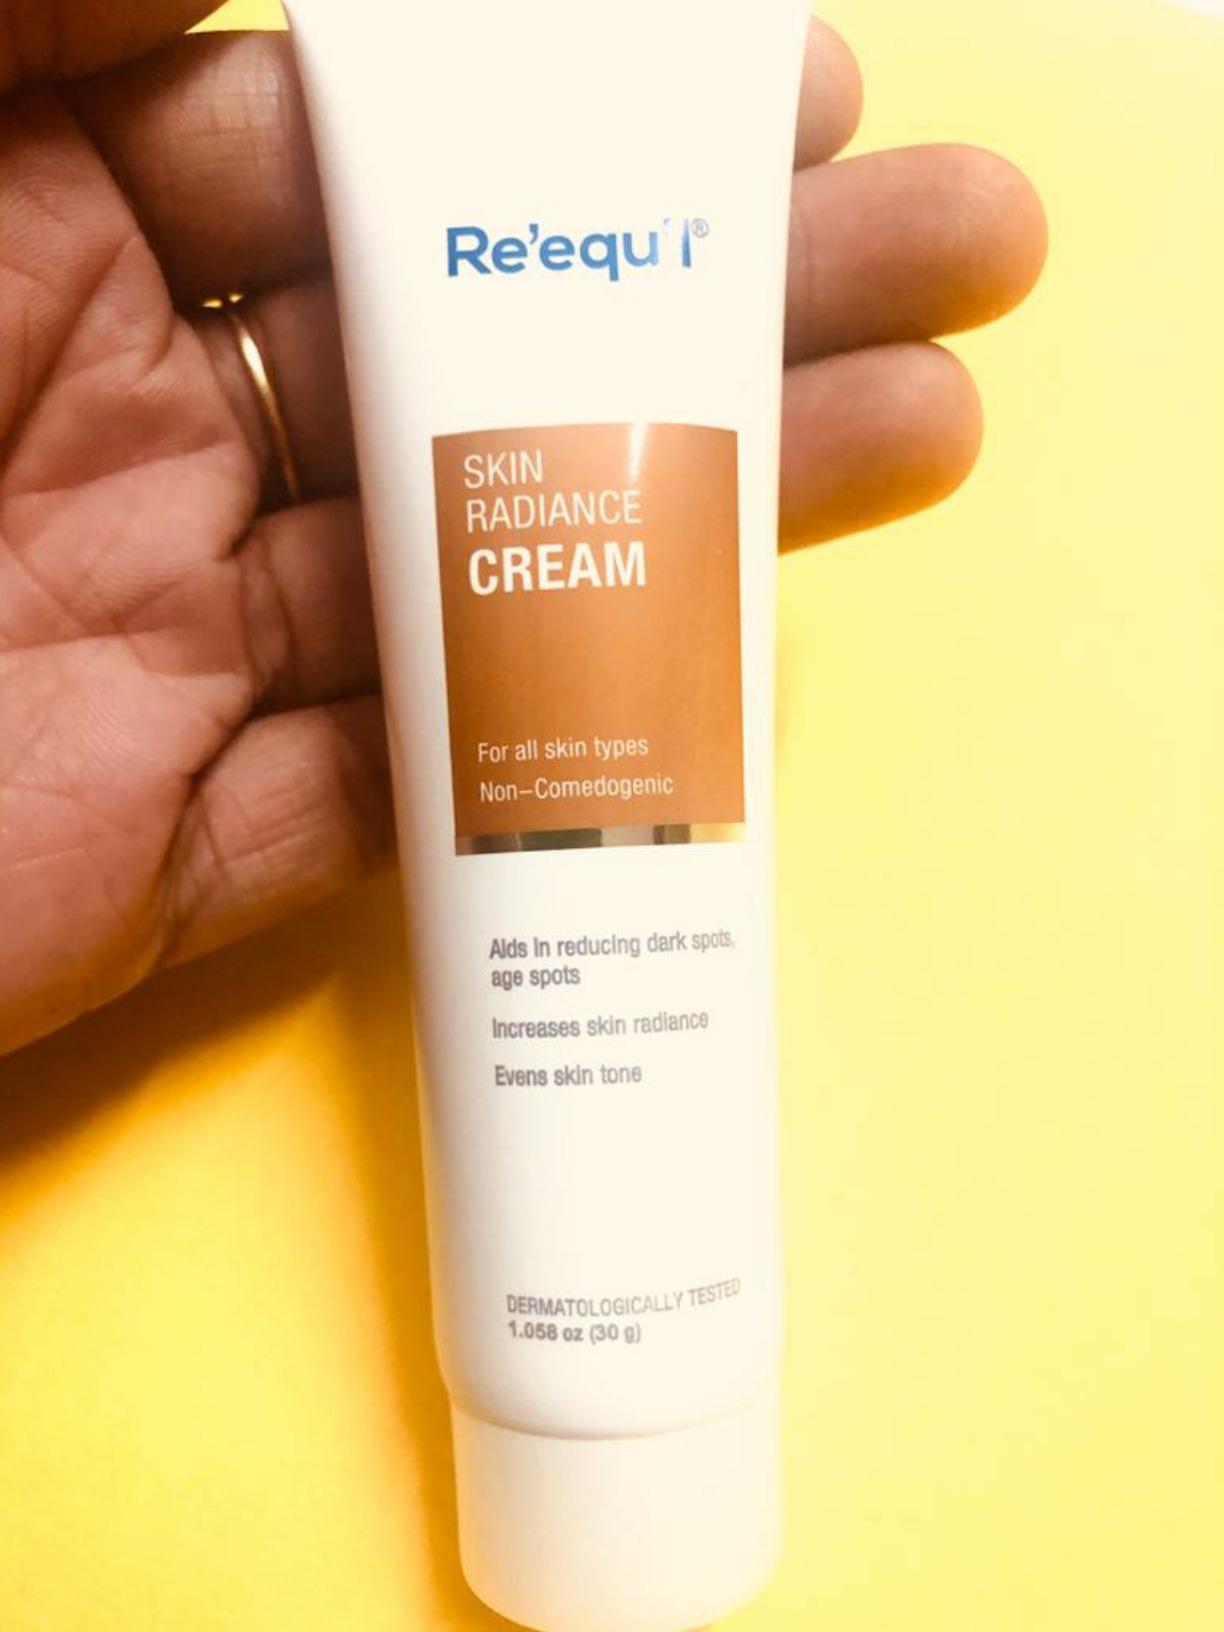 Re'equil®
SKIN
RADIANCE
CREAM
For all skin types
Non-Comedogenic
Aids in reducing dark spots,
age spots
Increases skin radiance
Evens skin tone
DERMATOLOGICALLY TESTED
1.058 oz (30 g)